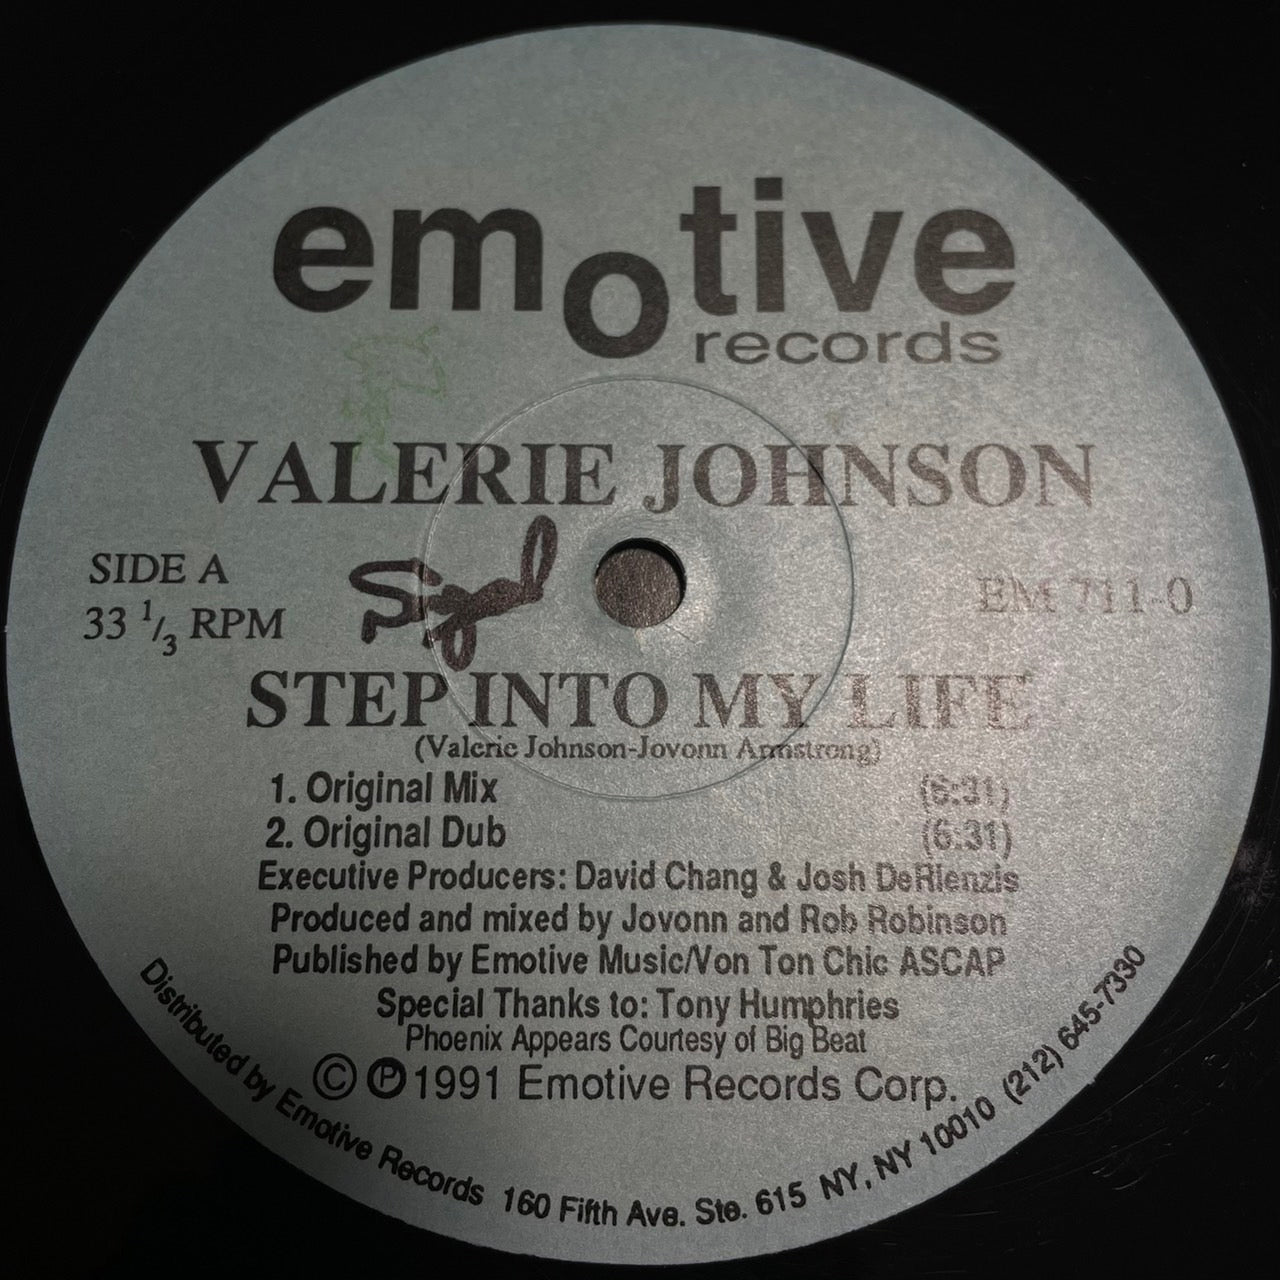 emotive
records
VALERIE JOHNSON
SIDE A
33 1/3 RPM
EM 711-0
STEP INTO MY LIFE
(Valerie Johnson-Jovonn Armstrong)
1. Original Mix (6:31)
2. Original Dub (6:31)
Executive Producers: David Chang & Josh DeRienzis
Produced and mixed by Jovonn and Rob Robinson
Published by Emotive Music/Von Ton Chic ASCAP
Special Thanks to: Tony Humphries
Phoenix Appears Courtesy of Big Beat
© ℗ 1991 Emotive Records Corp.
Distributed by Emotive Records 160 Fifth Ave. Ste. 615 NY, NY 10010 (212) 645-7330